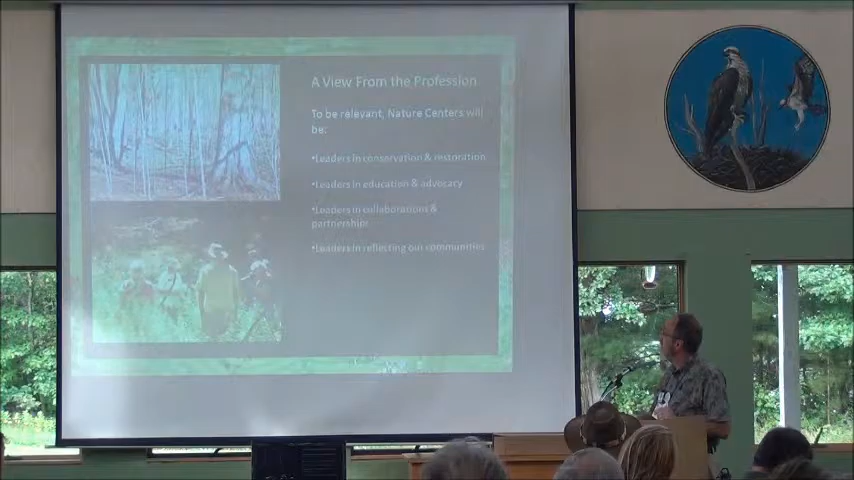 A View From the Profession
To be relevant, Nature Centers will
be:
•Leaders in conservation & restoration
•Leaders in education & advocacy
•Leaders in collaborations &
partnerships
•Leaders in reflecting our communities